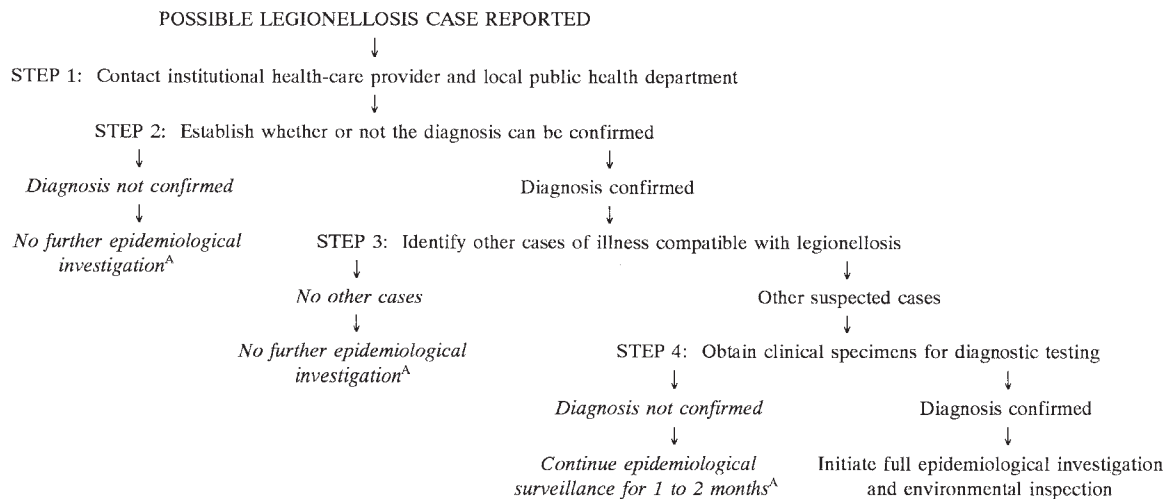 POSSIBLE LEGIONELLOSIS CASE REPORTED
STEP 1: Contact institutional health-care provider and local public health department
STEP 2: Establish whether or not the diagnosis can be confirmed
Diagnosis not confirmed
Diagnosis confirmed
No further epidemiological
investigationA
STEP 3: Identify other cases of illness compatible with legionellosis
No other cases
Other suspected cases
No further epidemiological
investigationA
STEP 4: Obtain clinical specimens for diagnostic testing
Diagnosis not confirmed
Diagnosis confirmed
Continue epidemiological
surveillance for 1 to 2 monthsA
Initiate full epidemiological investigation
and environmental inspection